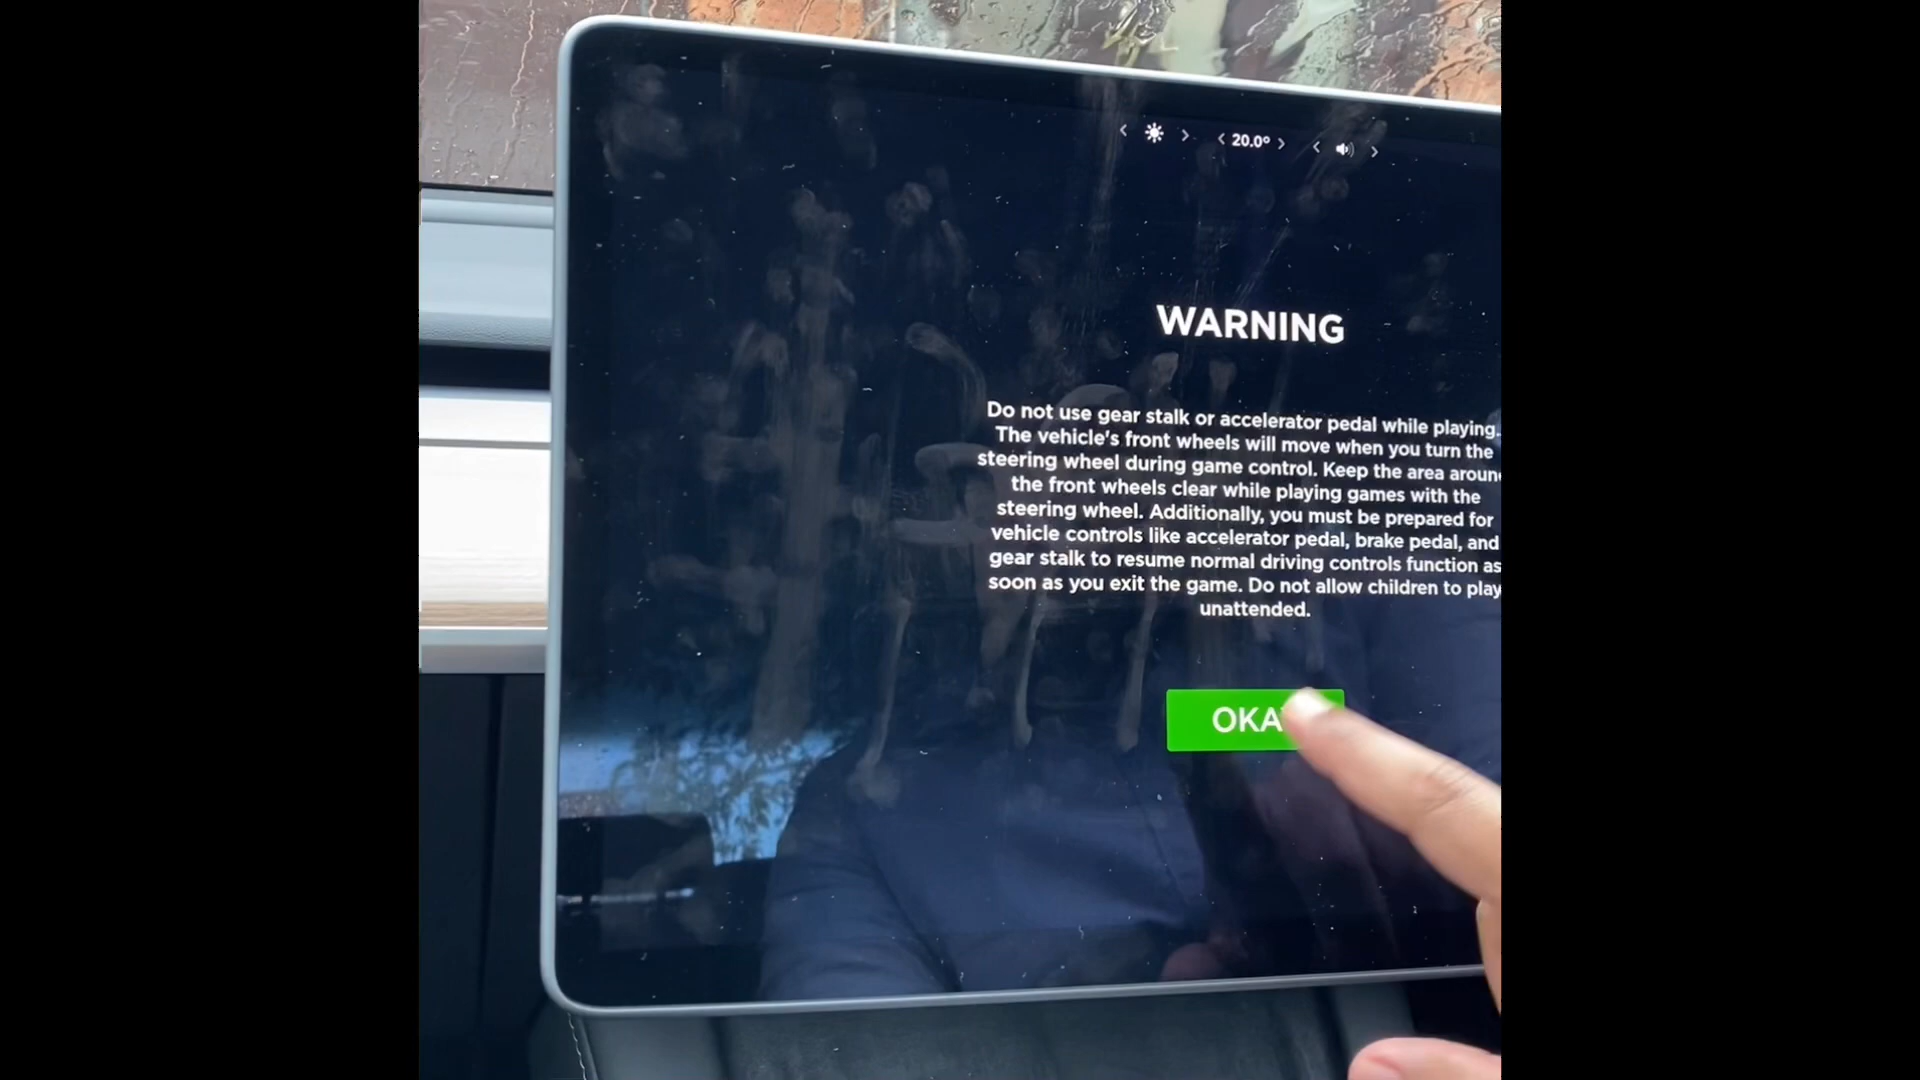 20.0°
WARNING
Do not use gear stalk or accelerator pedal while playing.
The vehicle's front wheels will move when you turn the
steering wheel during game control. Keep the area aroun
the front wheels clear while playing games with the
steering wheel. Additionally, you must be prepared for
vehicle controls like accelerator pedal, brake pedal, and
gear stalk to resume normal driving controls function as
soon as you exit the game. Do not allow children to play
unattended.
OKA